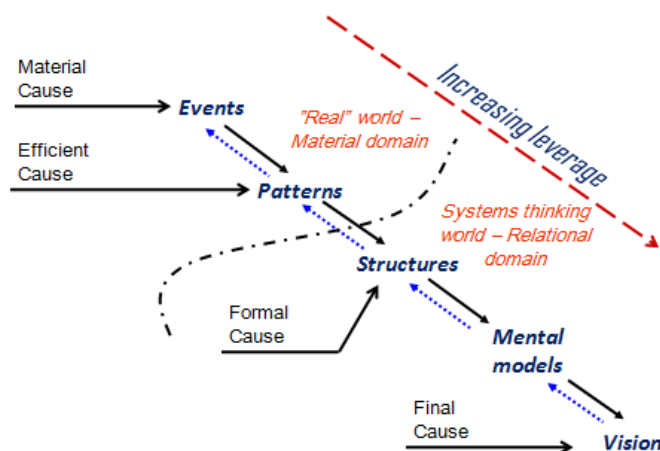 Material
Cause
Events
Increasing leverage
"Real" world –
Material domain
Efficient
Cause
Patterns
Systems thinking
world – Relational
domain
Structures
Formal
Cause
Mental
models
Final
Cause
Vision